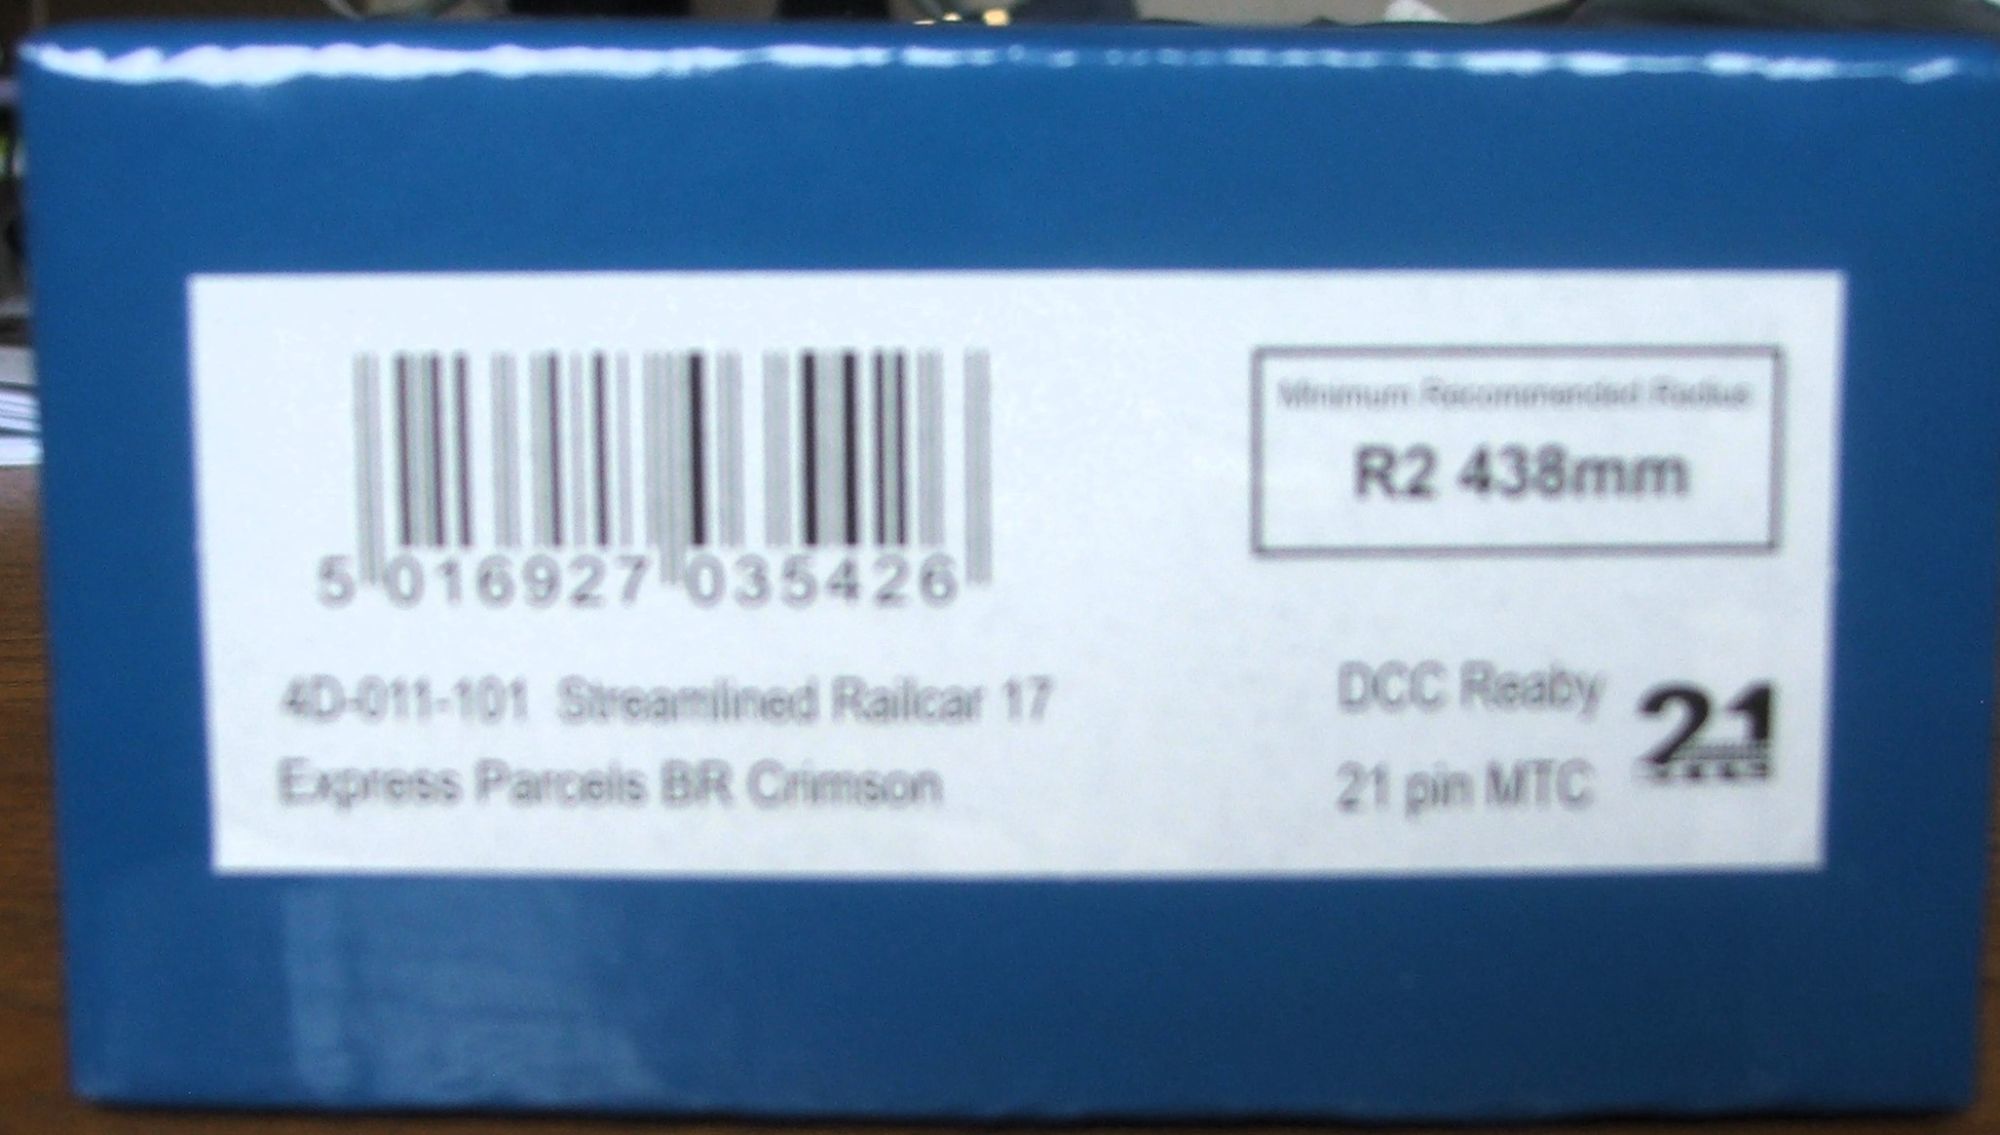 5 016927 035426
4D-011-101 Streamlined Railcar 17
Express Parcels BR Crimson
Minimum Recommended Radius
R2 438mm
DCC Reaby
21 pin MTC
21